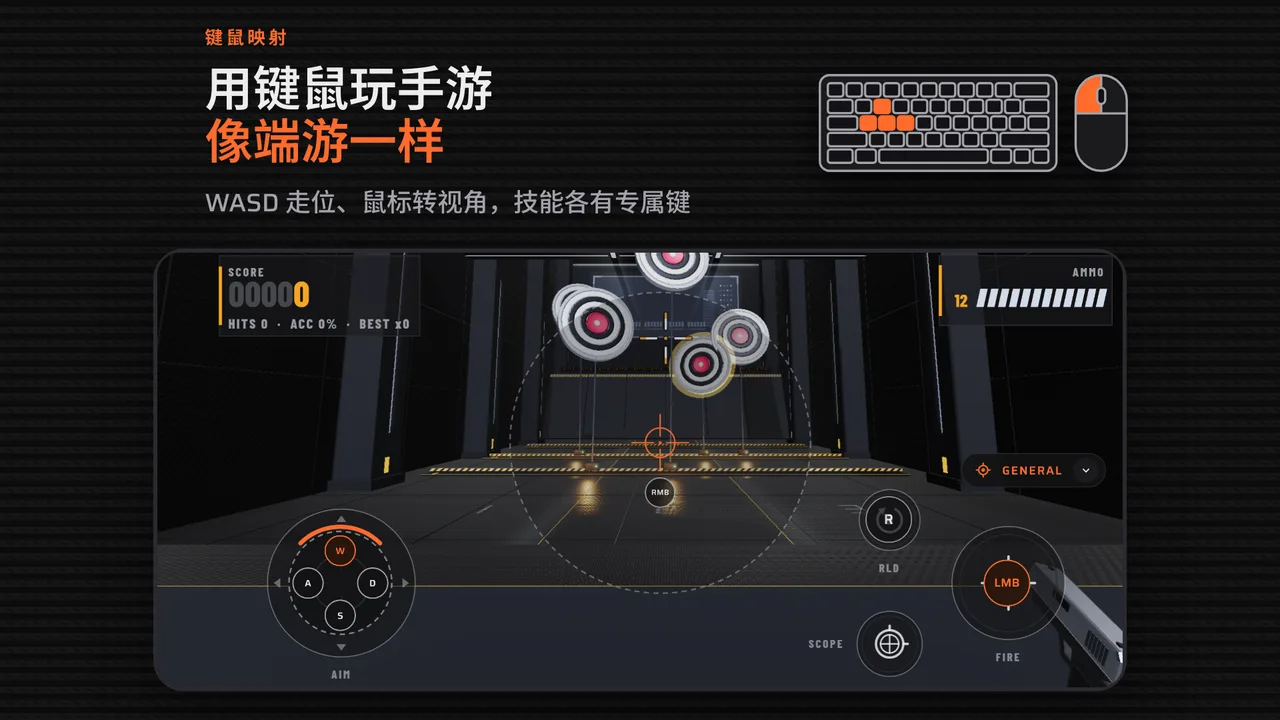 键鼠映射
用键鼠玩手游
像端游一样
WASD 走位、鼠标转视角，技能各有专属键
SCORE
00000
HITS 0 · ACC 0% · BEST x0
AMMO
12
GENERAL
RMB
W
A
D
S
AIM
R
RLD
LMB
FIRE
SCOPE